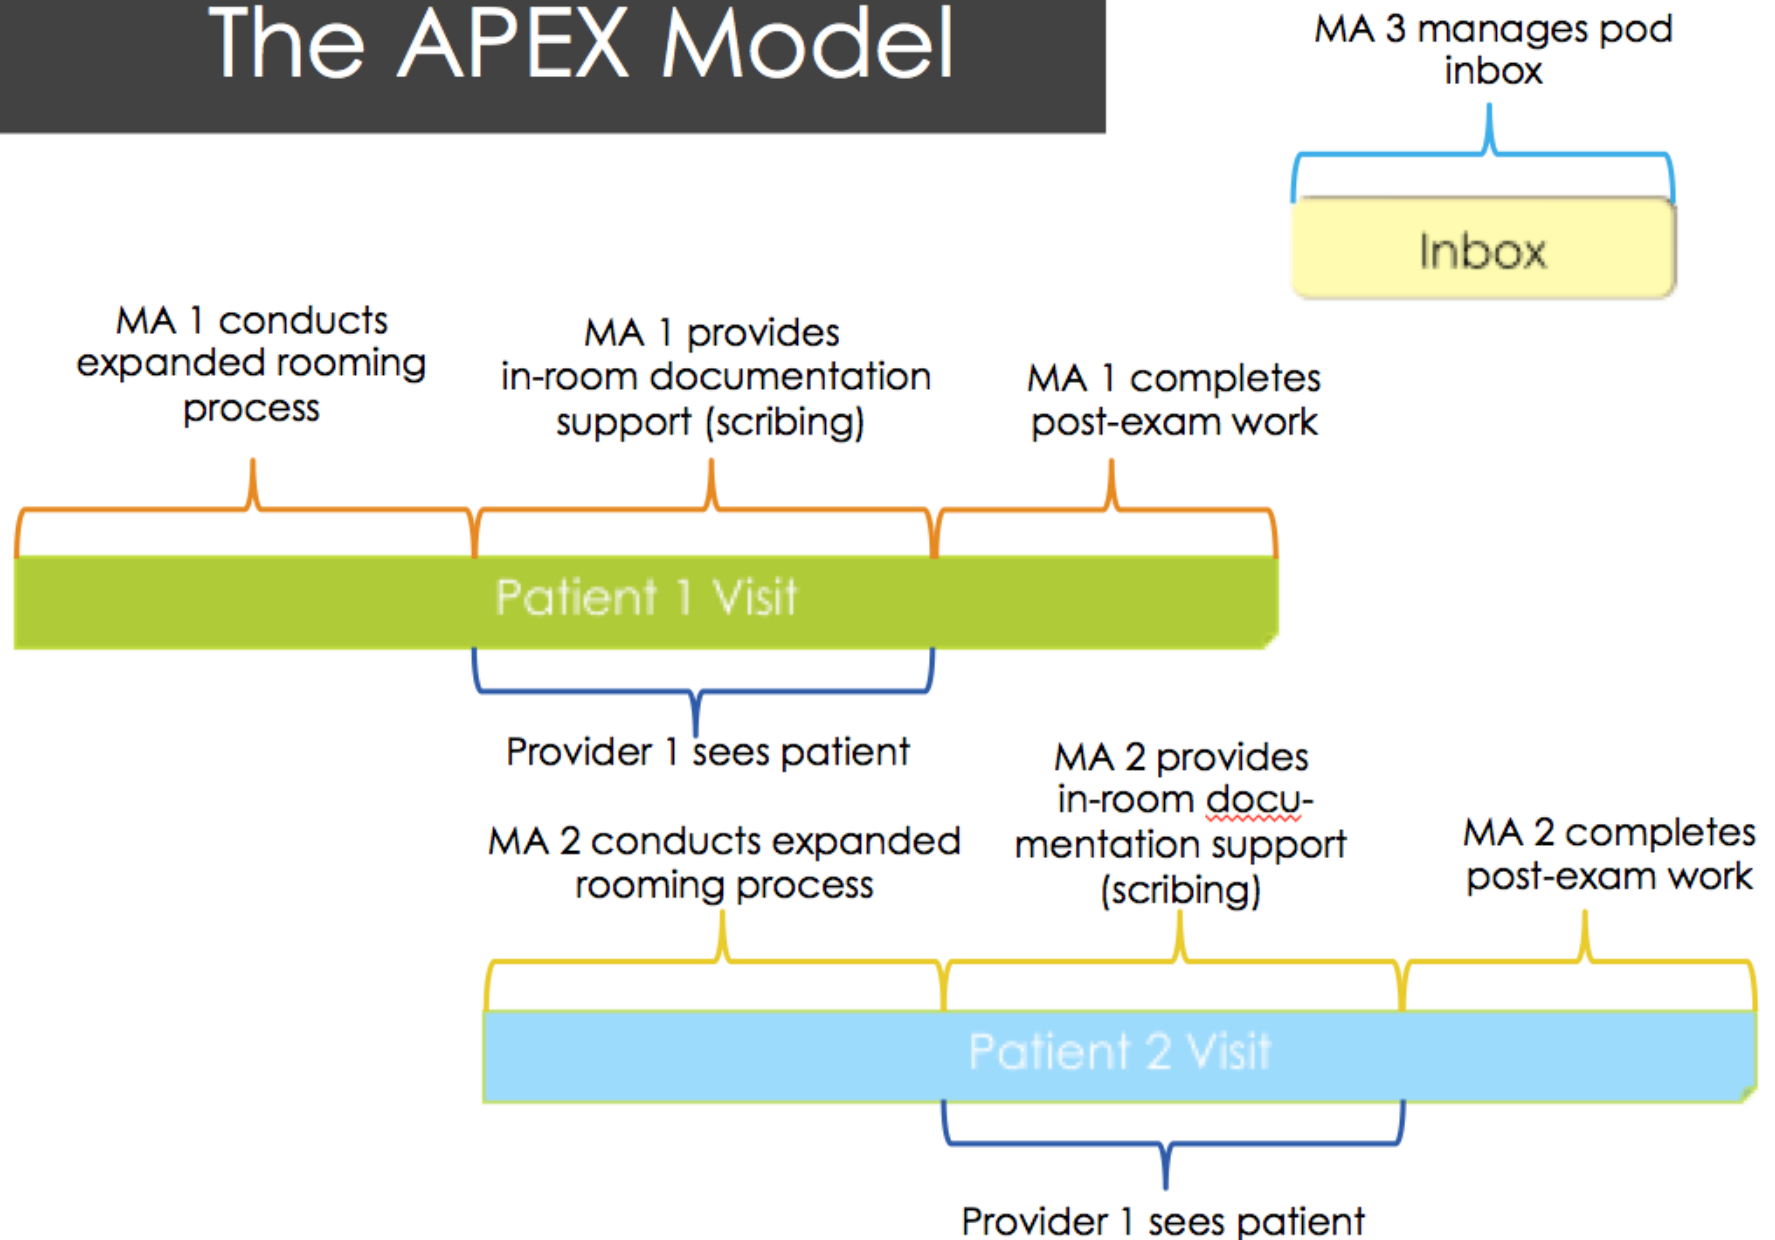 The APEX Model
MA 3 manages pod
inbox
Inbox
MA 1 conducts
expanded rooming
process
MA 1 provides
in-room documentation
support (scribing)
MA 1 completes
post-exam work
Patient 1 Visit
Provider 1 sees patient
MA 2 conducts expanded
rooming process
MA 2 provides
in-room docu-
mentation support
(scribing)
MA 2 completes
post-exam work
Patient 2 Visit
Provider 1 sees patient